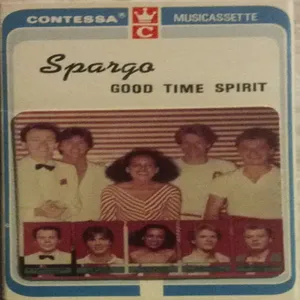 CONTESSA® C MUSICASSETTE
Spargo
GOOD TIME SPIRIT